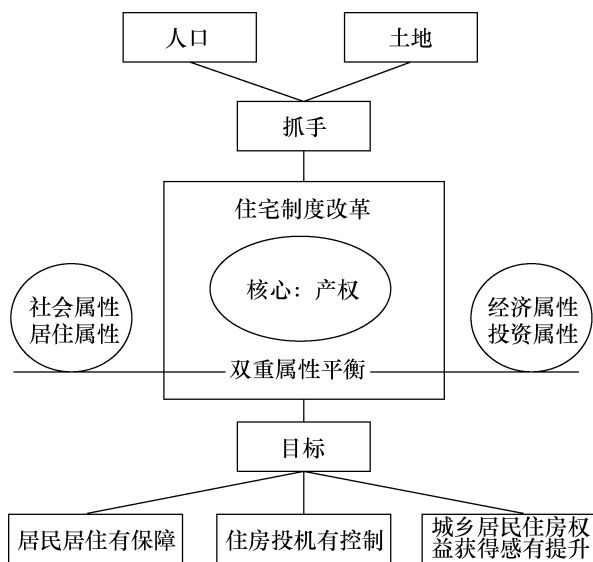 人口
土地
抓手
住宅制度改革
核心：产权
社会属性
居住属性
经济属性
投资属性
双重属性平衡
目标
居民居住有保障
住房投机有控制
城乡居民住房权
益获得感有提升